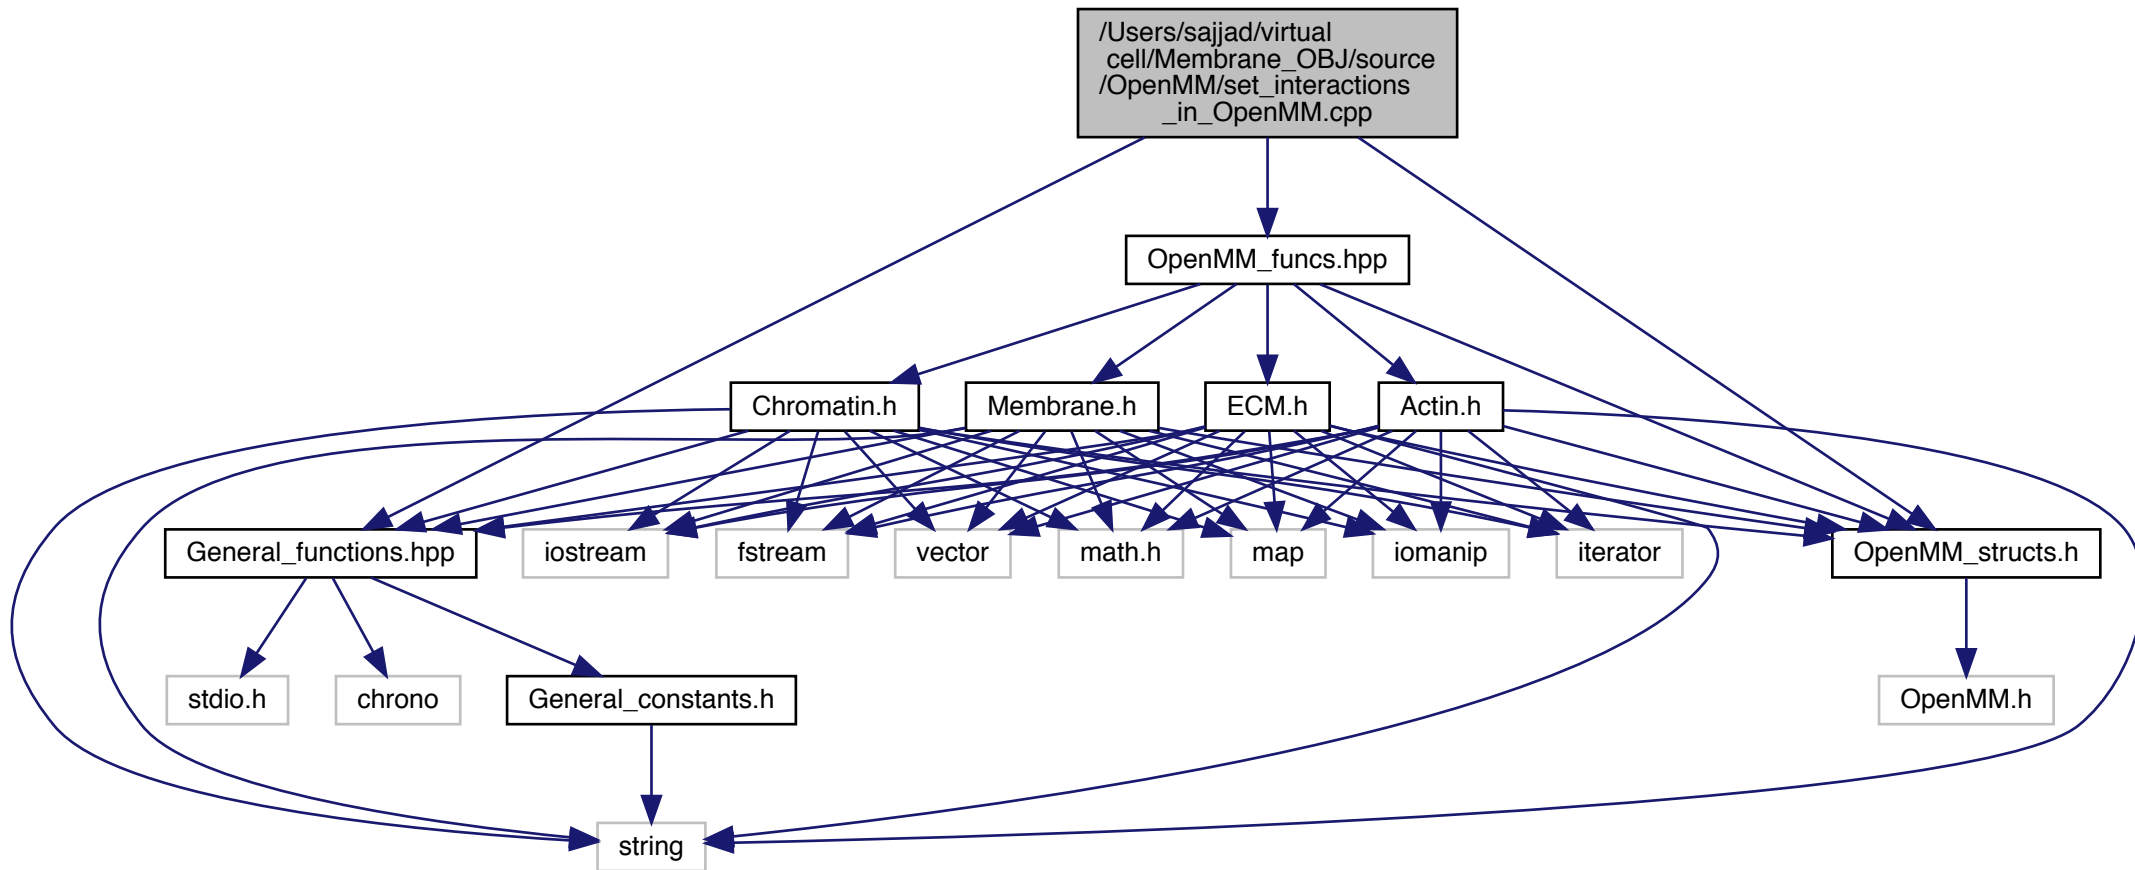 /Users/sajjad/virtual
cell/Membrane_OBJ/source
/OpenMM/set_interactions
_in_OpenMM.cpp
OpenMM_funcs.hpp
Chromatin.h
Membrane.h
ECM.h
Actin.h
General_functions.hpp
iostream
fstream
vector
math.h
map
iomanip
iterator
OpenMM_structs.h
stdio.h
chrono
General_constants.h
OpenMM.h
string